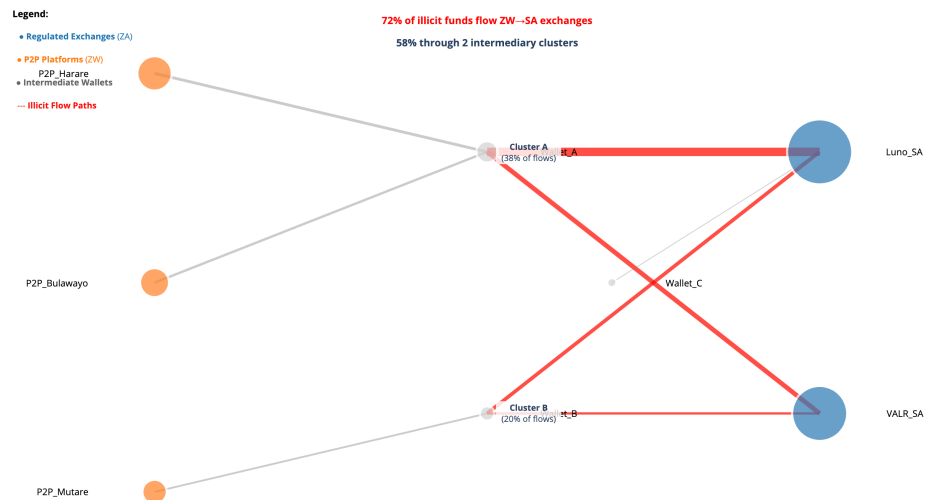 Legend:
● Regulated Exchanges (ZA)
● P2P Platforms (ZW)
● Intermediate Wallets
--- Illicit Flow Paths
72% of illicit funds flow ZW→SA exchanges
58% through 2 intermediary clusters
P2P_Harare
Cluster A
(38% of flows)
et_A
Luno_SA
P2P_Bulawayo
Wallet_C
Cluster B
(20% of flows)
et_B
VALR_SA
P2P_Mutare